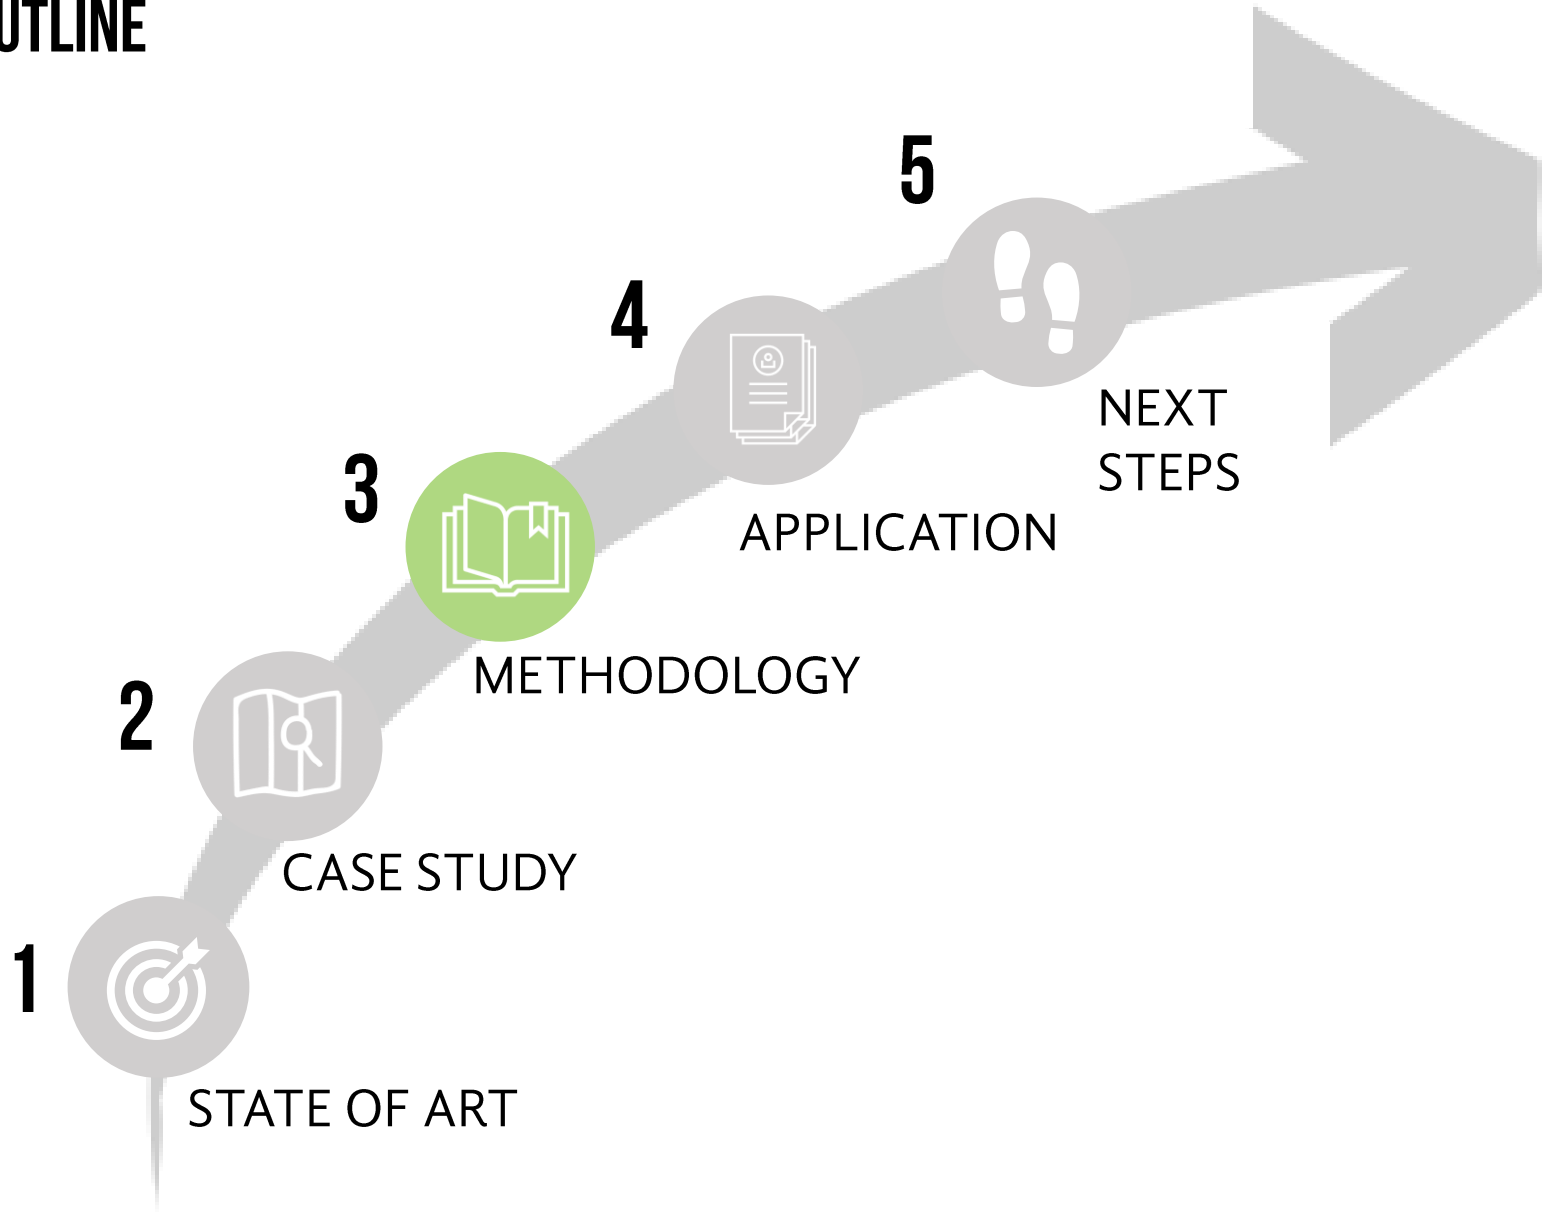 UTLINE
5
4
NEXT
STEPS
3
APPLICATION
METHODOLOGY
2
CASE STUDY
1
STATE OF ART